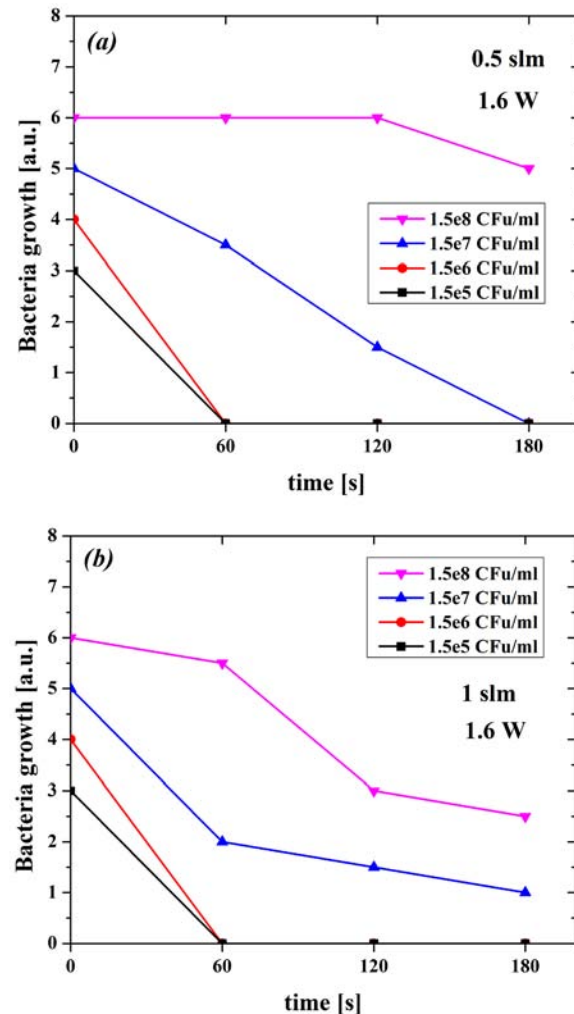 (a)
0.5 slm
1.6 W
Bacteria growth [a.u.]
8
7
6
5
4
3
2
1
0
1.5e8 CFu/ml
1.5e7 CFu/ml
1.5e6 CFu/ml
1.5e5 CFu/ml
0 60 120 180
time [s]
(b)
1.5e8 CFu/ml
1.5e7 CFu/ml
1.5e6 CFu/ml
1.5e5 CFu/ml
1 slm
1.6 W
Bacteria growth [a.u.]
8
7
6
5
4
3
2
1
0
0 60 120 180
time [s]